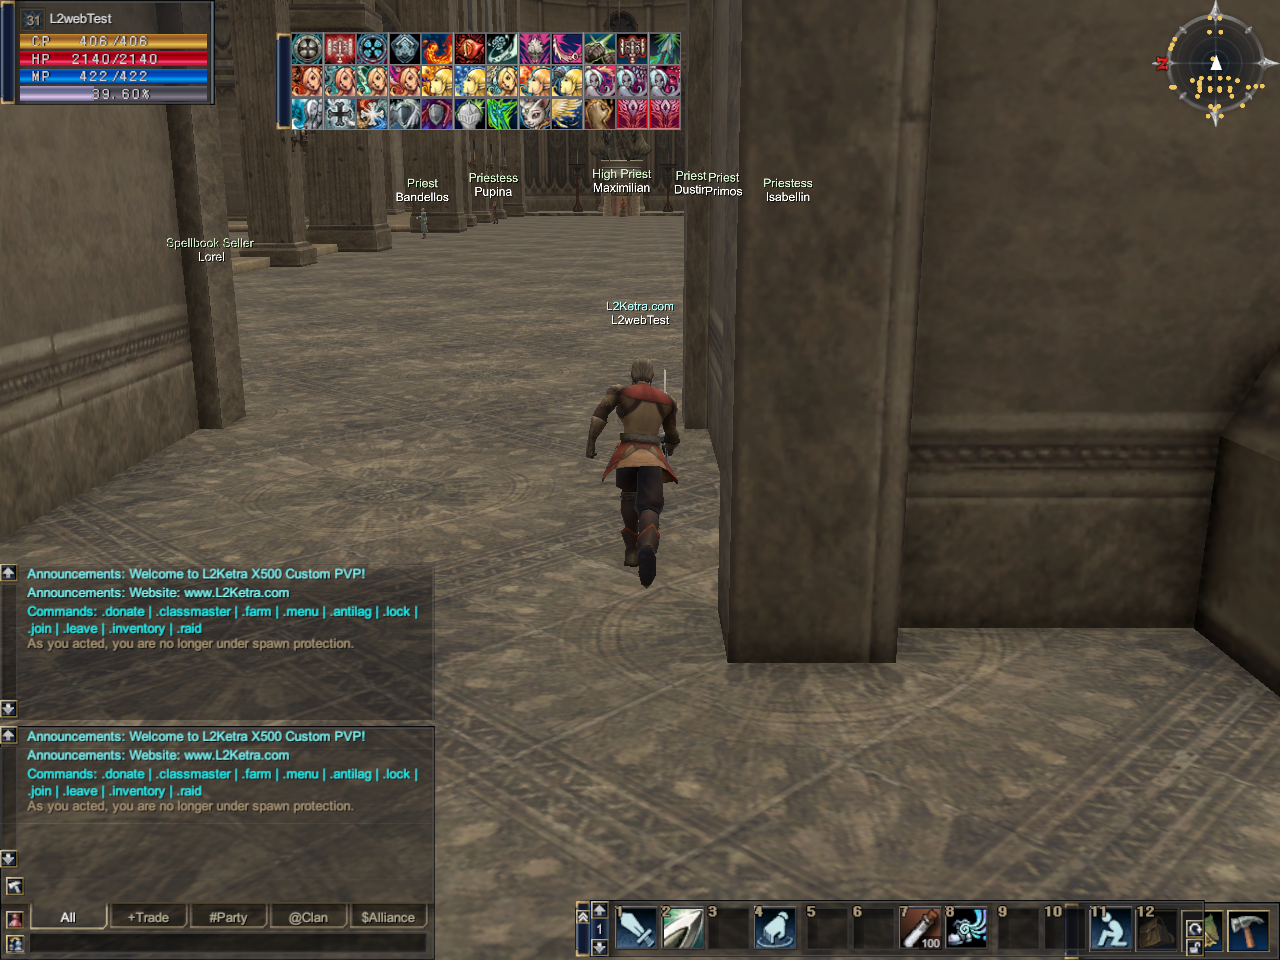 31 L2webTest
CP 406/406
HP 2140/2140
MP 422/422
39.60%
N
Priest
Bandellos
Priestess
Pupina
High Priest
Maximilian
Priest
Dustin
Priest
Primos
Priestess
Isabellin
Spellbook Seller
Lorel
L2Ketra.com
L2webTest
Announcements: Welcome to L2Ketra X500 Custom PVP!
Announcements: Website: www.L2Ketra.com
Commands: .donate | .classmaster | .farm | .menu | .antilag | .lock |
.join | .leave | .inventory | .raid
As you acted, you are no longer under spawn protection.
Announcements: Welcome to L2Ketra X500 Custom PVP!
Announcements: Website: www.L2Ketra.com
Commands: .donate | .classmaster | .farm | .menu | .antilag | .lock |
.join | .leave | .inventory | .raid
As you acted, you are no longer under spawn protection.
All +Trade #Party @Clan $Alliance
1
1 2 3 4 5 6 7 8 9 10 11 12
100